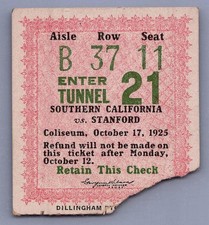 Aisle Row Seat
B 37 11
ENTER
TUNNEL 21
SOUTHERN CALIFORNIA
vs. STANFORD
Coliseum, October 17, 1925
Refund will not be made on
this ticket after Monday,
October 12.
Retain This Check
DILLINGHAM